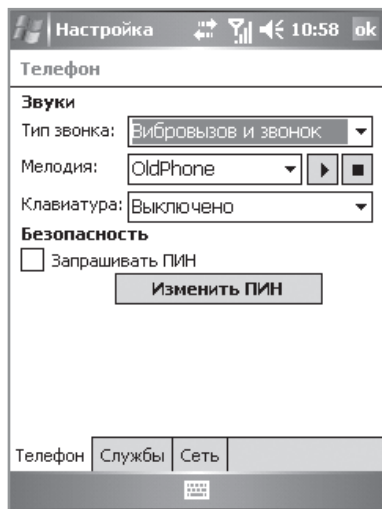 Настройка 10:58 ok
Телефон
Звуки
Тип звонка: Вибровызов и звонок
Мелодия: OldPhone
Клавиатура: Выключено
Безопасность
Запрашивать ПИН
Изменить ПИН
Телефон Службы Сеть